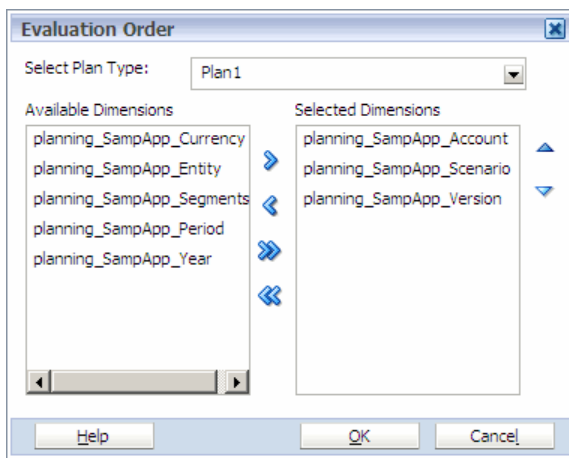 Evaluation Order
Select Plan Type:
Plan1
Available Dimensions
planning_SampApp_Currency
planning_SampApp_Entity
planning_SampApp_Segments
planning_SampApp_Period
planning_SampApp_Year
Selected Dimensions
planning_SampApp_Account
planning_SampApp_Scenario
planning_SampApp_Version
Help
OK
Cancel